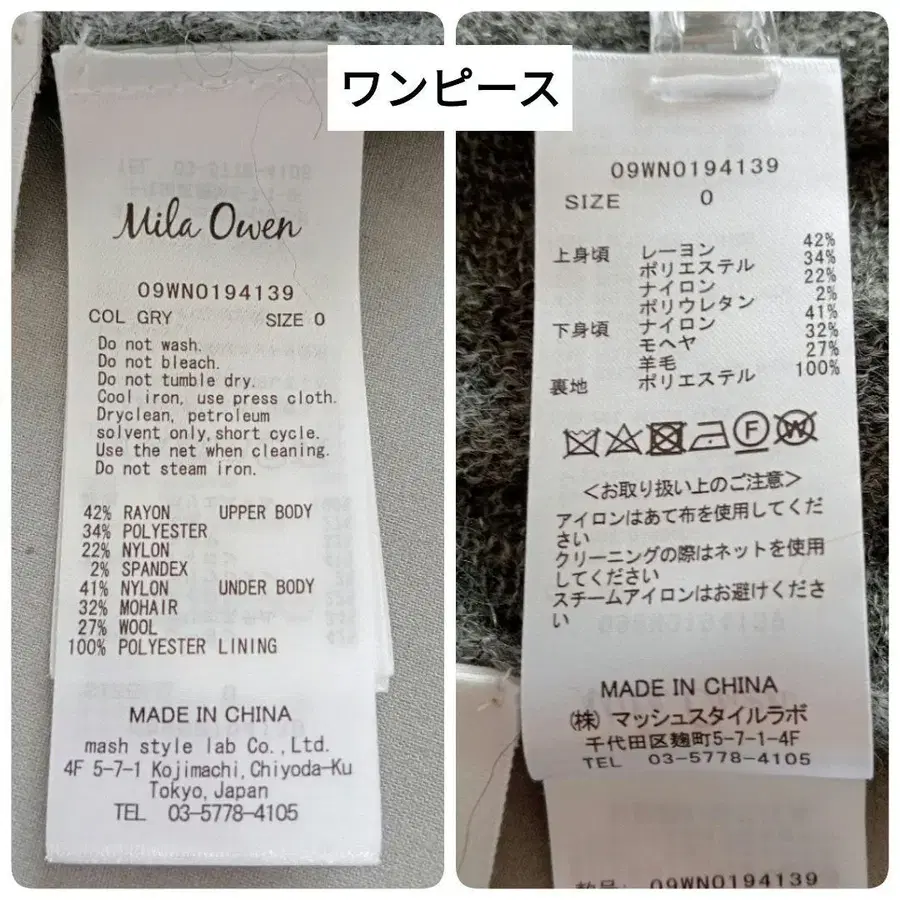 ワンピース
Mila Owen
09WN0194139
COL GRY SIZE 0
Do not wash.
Do not bleach.
Do not tumble dry.
Cool iron, use press cloth.
Dryclean, petroleum
solvent only,short cycle.
Use the net when cleaning.
Do not steam iron.
42% RAYON UPPER BODY
34% POLYESTER
22% NYLON
2% SPANDEX
41% NYLON UNDER BODY
32% MOHAIR
27% WOOL
100% POLYESTER LINING
MADE IN CHINA
mash style lab Co.,Ltd.
4F 5-7-1 Kojimachi,Chiyoda-Ku
Tokyo,Japan
TEL 03-5778-4105
09WN0194139
SIZE 0
上身頃 レーヨン 42%
ポリエステル 34%
ナイロン 22%
ポリウレタン 2%
下身頃 ナイロン 41%
モヘヤ 32%
羊毛 27%
裏地 ポリエステル 100%
F W
<お取り扱い上のご注意>
アイロンはあて布を使用してくだ
さい
クリーニングの際はネットを使用
してください
スチームアイロンはお避けくださ
い
MADE IN CHINA
(株) マッシュスタイルラボ
千代田区麹町5-7-1-4F
TEL 03-5778-4105
09WN0194139